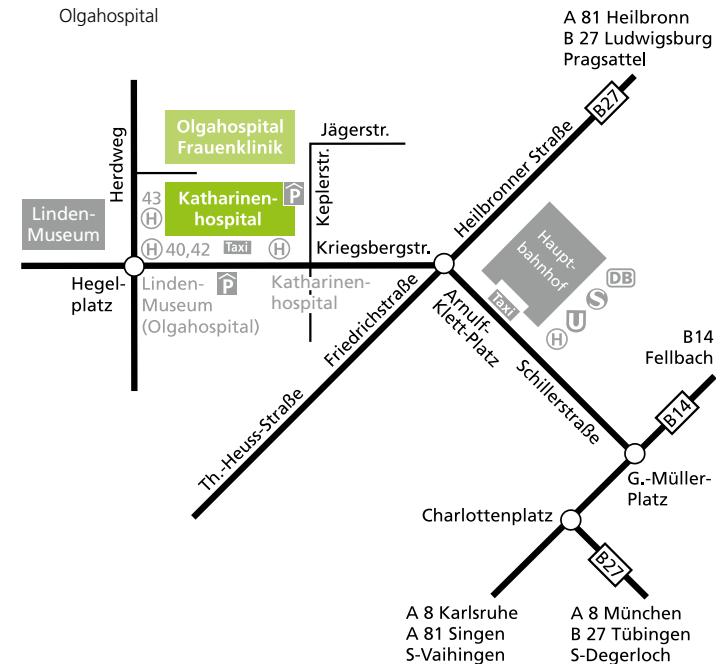 Olgahospital
A 81 Heilbronn
B 27 Ludwigsburg
Pragsattel
B27
Heilbronner Straße
Herdweg
Olgahospital
Frauenklinik
Jägerstr.
Keplerstr.
Linden-
Museum
43
H
Katharinen-
hospital
P
H 40,42 Taxi H
Kriegsbergstr.
Hegel-
platz
Linden-
Museum
(Olgahospital)
P
Katharinen-
hospital
Haupt-
bahnhof
Taxi
DB
S
U
H
Arnulf-
Klett-Platz
Friedrichstraße
Schillerstraße
Th.-Heuss-Straße
B14
Fellbach
B14
G.-Müller-
Platz
Charlottenplatz
B27
A 8 Karlsruhe
A 81 Singen
S-Vaihingen
A 8 München
B 27 Tübingen
S-Degerloch